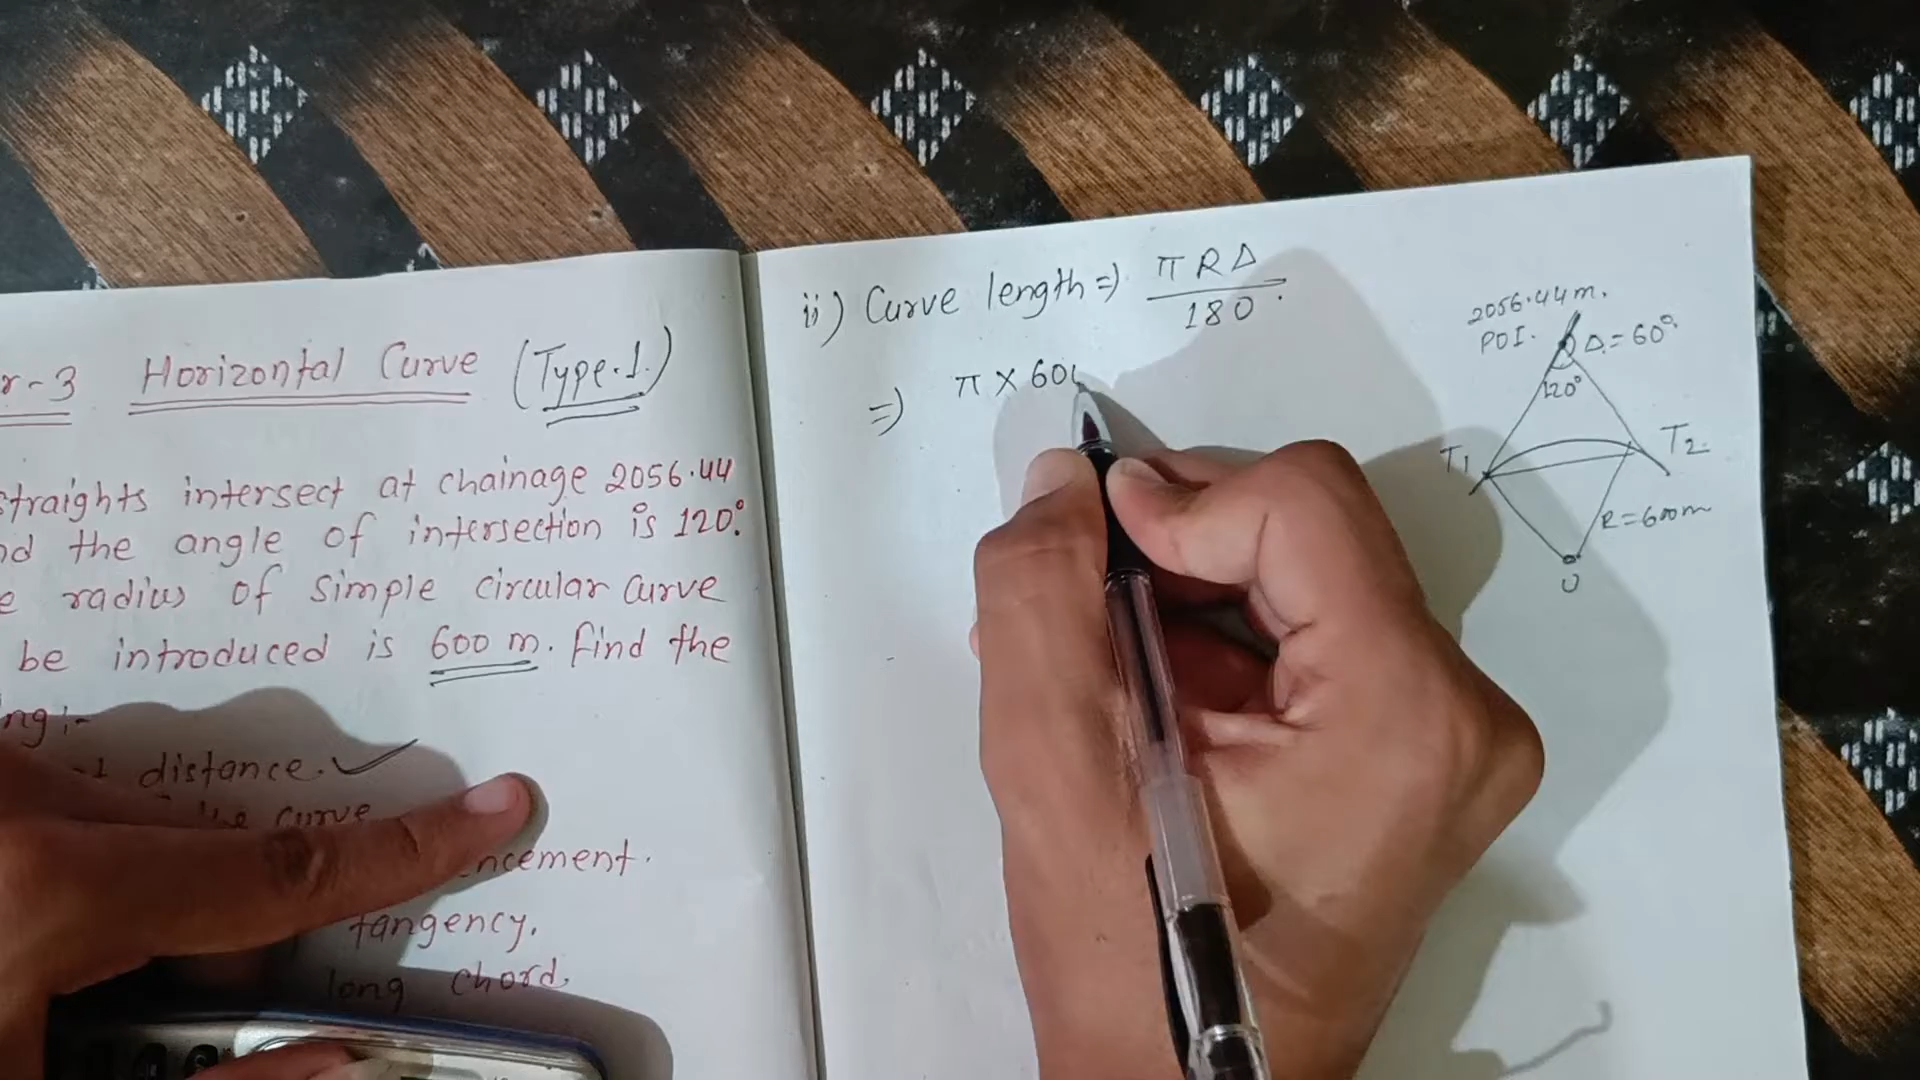 r-3 Horizontal Curve (Type.1.)
straights intersect at chainage 2056.44
nd the angle of intersection is 120°.
e radius of simple circular curve
be introduced is 600 m. find the
ng:-
distance.
the curve
ncement.
tangency.
long chord.
ii) Curve length => πRΔ
180.
=> π × 60
2056.44m.
POI. Δ = 60°
120°
T1 T2.
R=600m
O